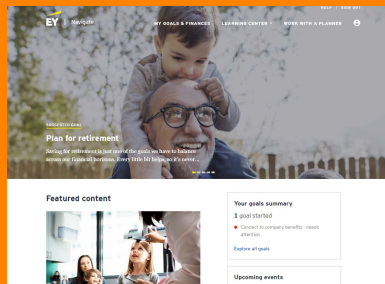 HELP | SIGN OUT
EY | Navigate
MY GOALS & FINANCES LEARNING CENTER WORK WITH A PLANNER
SUGGESTED GOAL
Plan for retirement
Saving for retirement is just one of the goals we have to balance
across our financial horizons. Every little bit helps, so it's never...
Featured content
Your goals summary
1 goal started
Connect to company benefits - needs
attention
Explore all goals
Upcoming events